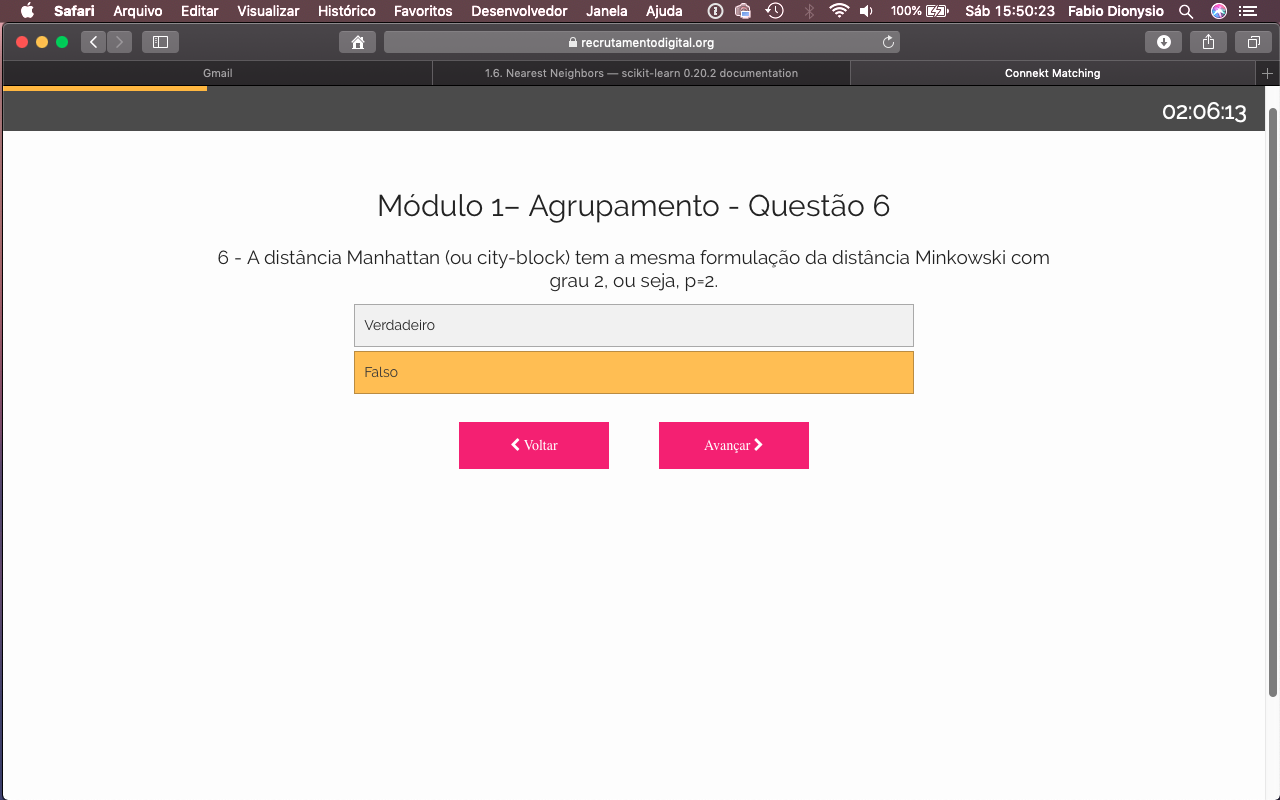 Safari Arquivo Editar Visualizar Histórico Favoritos Desenvolvedor Janela Ajuda 100% Sáb 15:50:23 Fabio Dionysio
recrutamentodigital.org
Gmail 1.6. Nearest Neighbors — scikit-learn 0.20.2 documentation Connekt Matching
02:06:13
Módulo 1– Agrupamento - Questão 6
6 - A distância Manhattan (ou city-block) tem a mesma formulação da distância Minkowski com
grau 2, ou seja, p=2.
Verdadeiro
Falso
Voltar Avançar